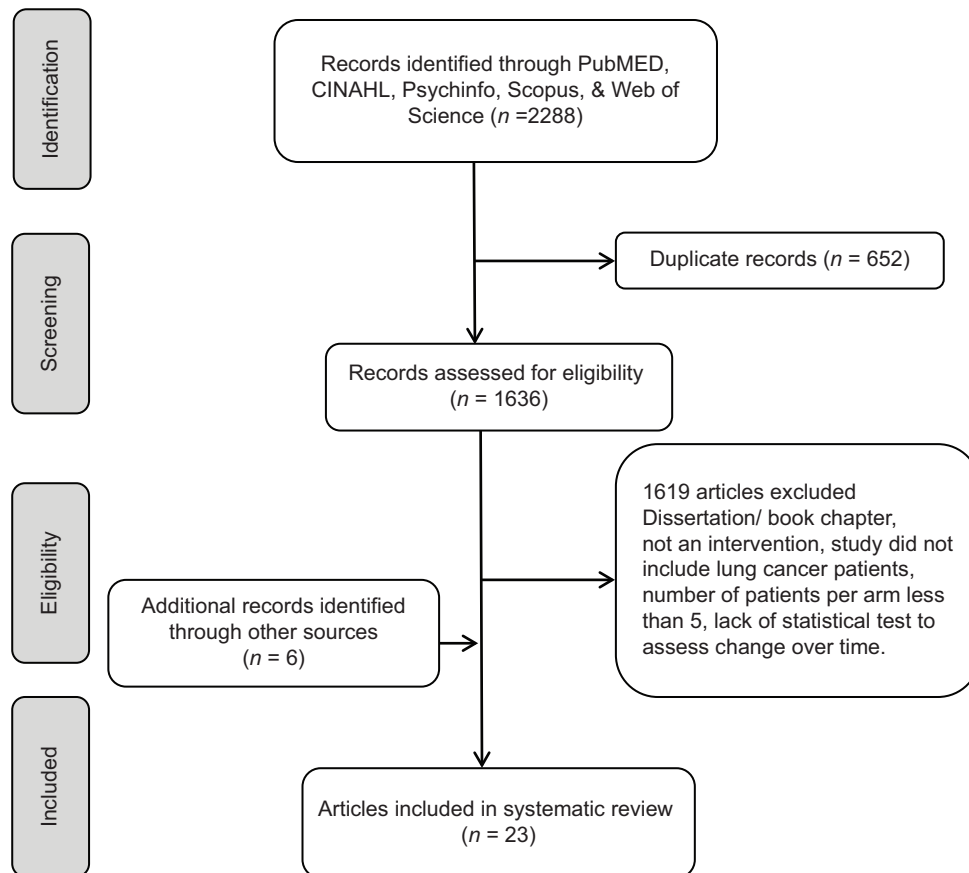 Identification
Records identified through PubMED,
CINAHL, Psychinfo, Scopus, & Web of
Science (n =2288)
Screening
Duplicate records (n = 652)
Records assessed for eligibility
(n = 1636)
Eligibility
1619 articles excluded
Dissertation/ book chapter,
not an intervention, study did not
include lung cancer patients,
number of patients per arm less
than 5, lack of statistical test to
assess change over time.
Additional records identified
through other sources
(n = 6)
Included
Articles included in systematic review
(n = 23)